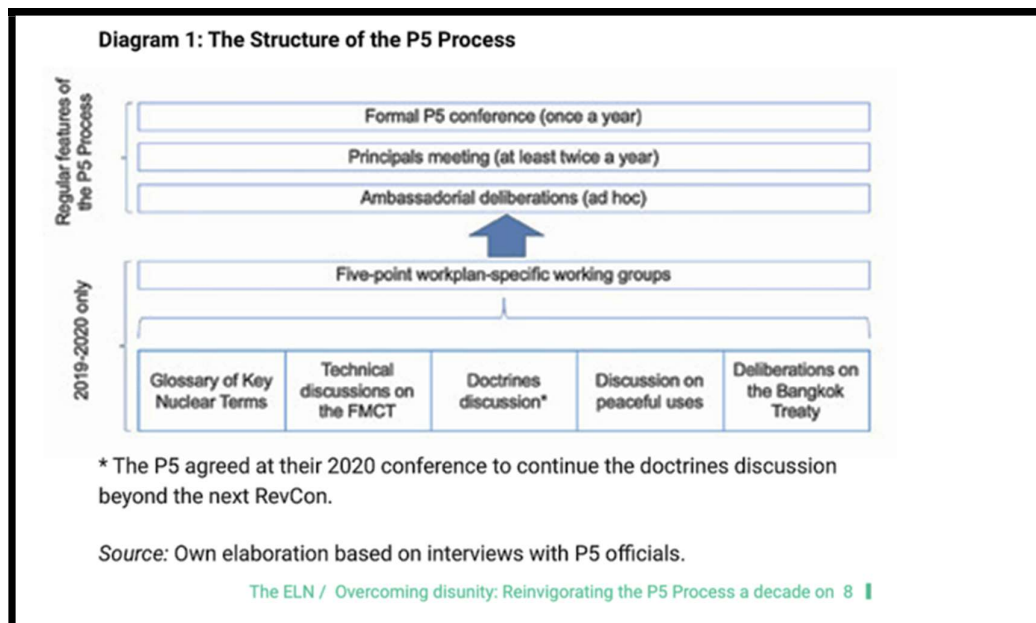 Diagram 1: The Structure of the P5 Process
Regular features of
the P5 Process
Formal P5 conference (once a year)
Principals meeting (at least twice a year)
Ambassadorial deliberations (ad hoc)
2019-2020 only
Five-point workplan-specific working groups
Glossary of Key
Nuclear Terms
Technical
discussions on
the FMCT
Doctrines
discussion*
Discussion on
peaceful uses
Deliberations on
the Bangkok
Treaty
* The P5 agreed at their 2020 conference to continue the doctrines discussion
beyond the next RevCon.
Source: Own elaboration based on interviews with P5 officials.
The ELN / Overcoming disunity: Reinvigorating the P5 Process a decade on 8